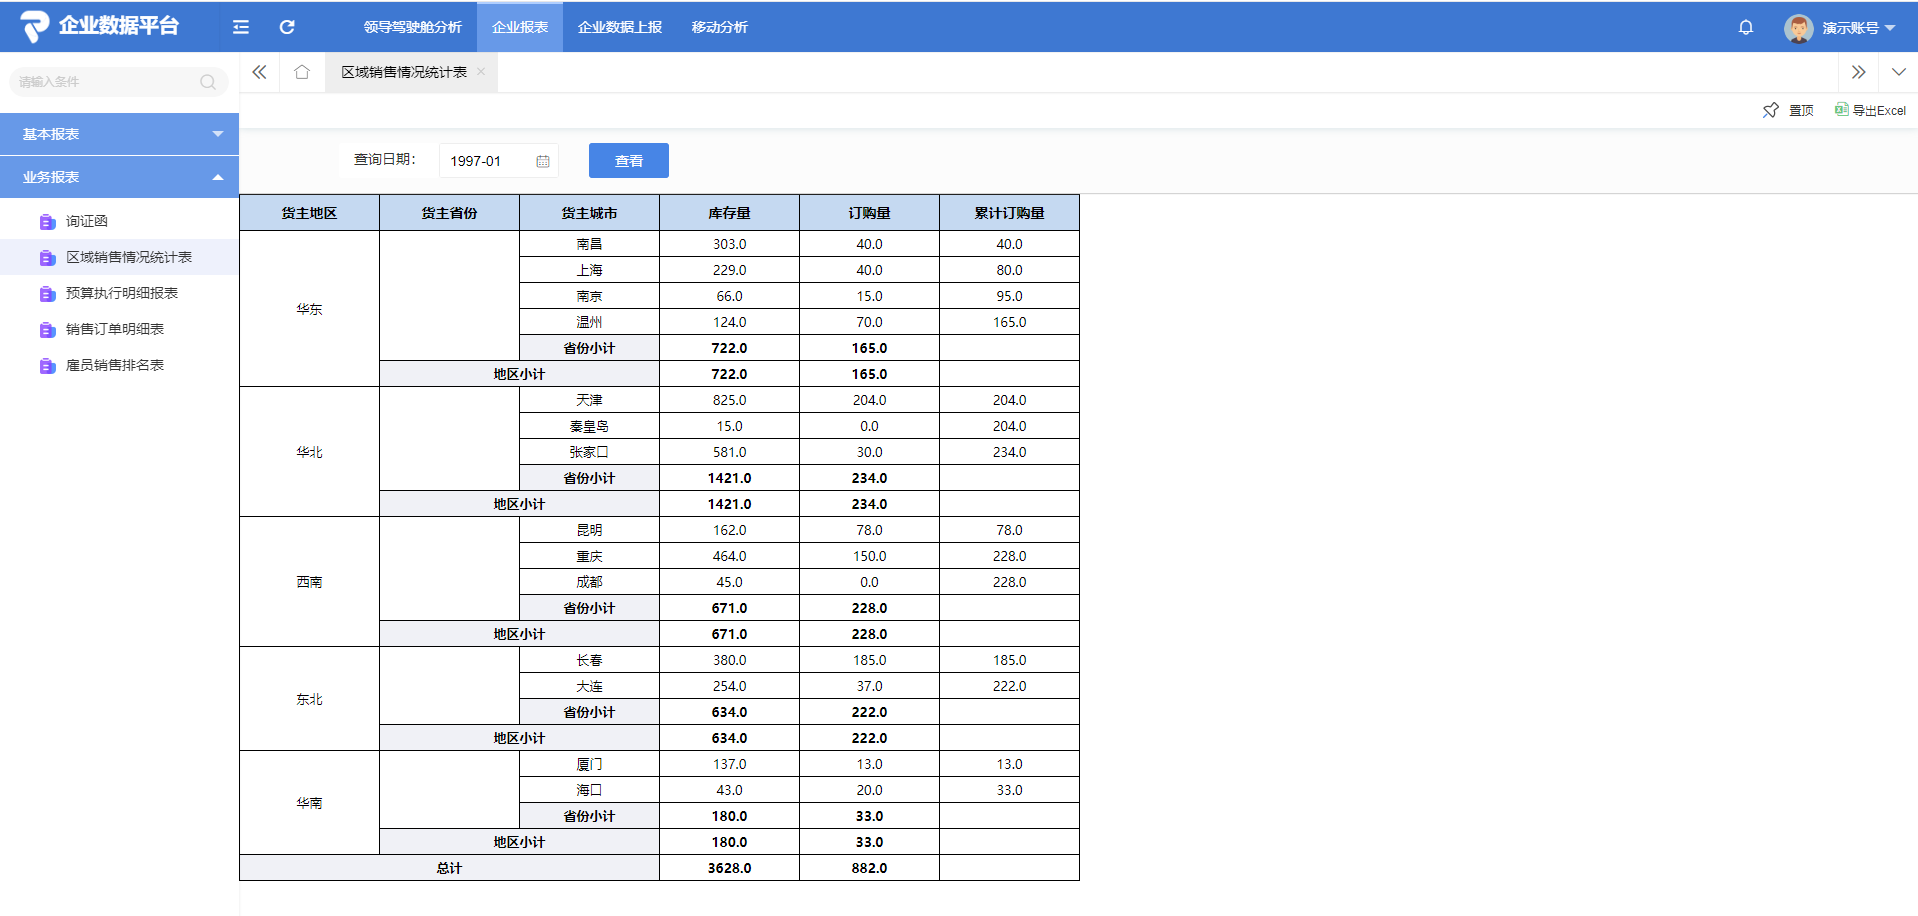 企业数据平台
领导驾驶舱分析 企业报表 企业数据上报 移动分析
演示账号
请输入条件
区域销售情况统计表
置顶 导出Excel
基本报表
业务报表
询证函
区域销售情况统计表
预算执行明细报表
销售订单明细表
雇员销售排名表
查询日期： 1997-01 查看
货主地区 货主省份 货主城市 库存量 订购量 累计订购量
华东 南昌 303.0 40.0 40.0
上海 229.0 40.0 80.0
南京 66.0 15.0 95.0
温州 124.0 70.0 165.0
省份小计 722.0 165.0
地区小计 722.0 165.0
华北 天津 825.0 204.0 204.0
秦皇岛 15.0 0.0 204.0
张家口 581.0 30.0 234.0
省份小计 1421.0 234.0
地区小计 1421.0 234.0
西南 昆明 162.0 78.0 78.0
重庆 464.0 150.0 228.0
成都 45.0 0.0 228.0
省份小计 671.0 228.0
地区小计 671.0 228.0
东北 长春 380.0 185.0 185.0
大连 254.0 37.0 222.0
省份小计 634.0 222.0
地区小计 634.0 222.0
华南 厦门 137.0 13.0 13.0
海口 43.0 20.0 33.0
省份小计 180.0 33.0
地区小计 180.0 33.0
总计 3628.0 882.0